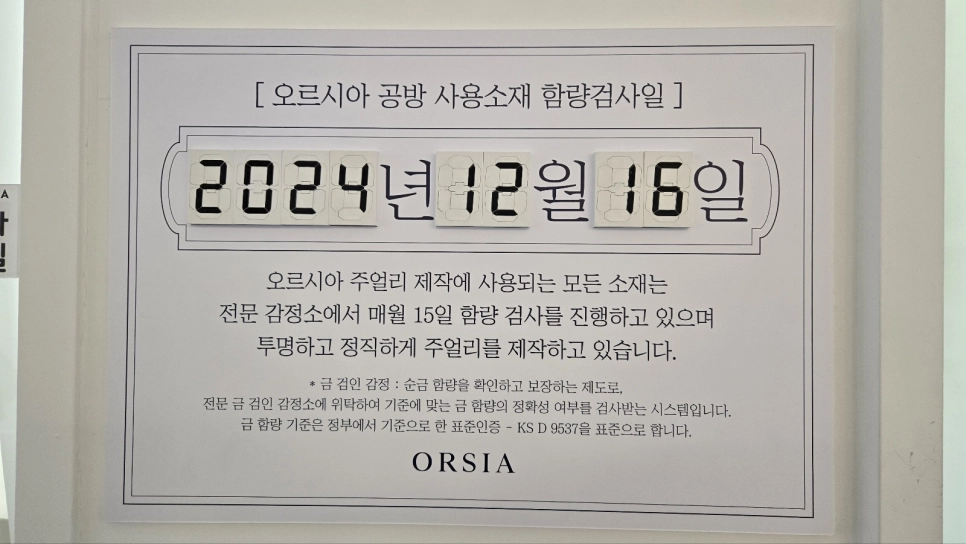 [ 오르시아 공방 사용소재 함량검사일 ]
2024년 12월 16일
오르시아 주얼리 제작에 사용되는 모든 소재는
전문 감정소에서 매월 15일 함량 검사를 진행하고 있으며
투명하고 정직하게 주얼리를 제작하고 있습니다.
* 금 검인 감정 : 순금 함량을 확인하고 보장하는 제도로,
전문 금 검인 감정소에 위탁하여 기준에 맞는 금 함량의 정확성 여부를 검사받는 시스템입니다.
금 함량 기준은 정부에서 기준으로 한 표준인증 - KS D 9537을 표준으로 합니다.
ORSIA